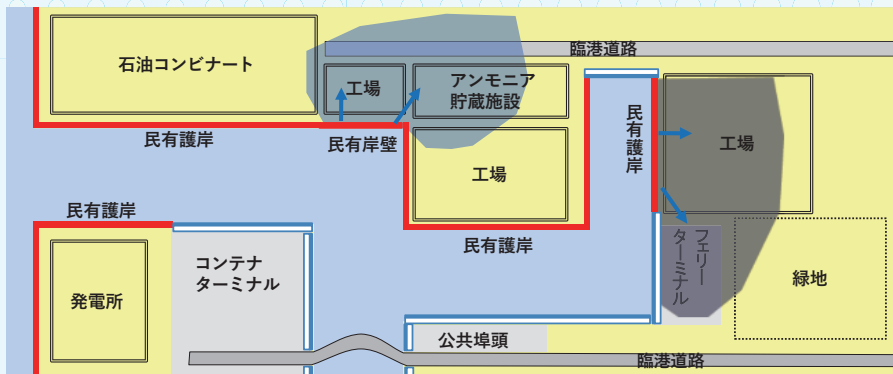 臨港道路
石油コンビナート
工場
アンモニア
貯蔵施設
民有護岸
民有岸壁
民有護岸
工場
工場
民有護岸
民有護岸
コンテナ
ターミナル
フェリー
ターミナル
発電所
緑地
公共埠頭
臨港道路